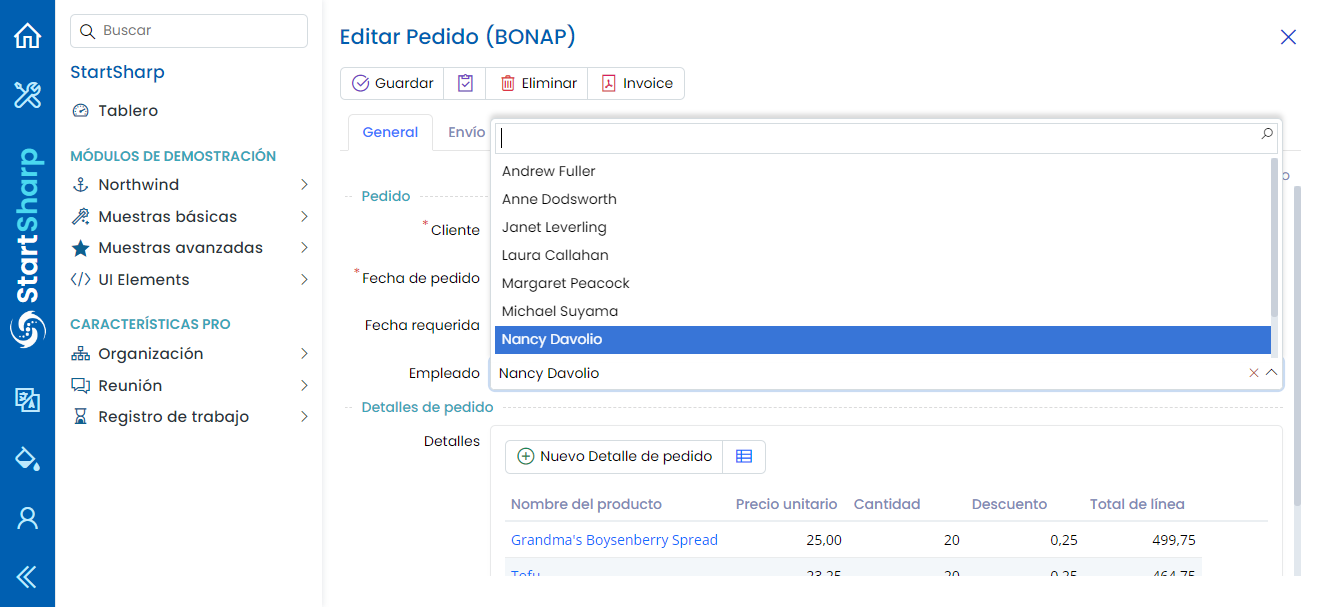 Buscar
StartSharp
Tablero
MÓDULOS DE DEMOSTRACIÓN
Northwind
Muestras básicas
Muestras avanzadas
UI Elements
CARACTERÍSTICAS PRO
Organización
Reunión
Registro de trabajo
StartSharp
Editar Pedido (BONAP)
Guardar
Eliminar
Invoice
General
Envío
Andrew Fuller
Anne Dodsworth
Janet Leverling
Laura Callahan
Margaret Peacock
Michael Suyama
Nancy Davolio
Pedido
* Cliente
* Fecha de pedido
Fecha requerida
Empleado Nancy Davolio
Detalles de pedido
Detalles
Nuevo Detalle de pedido
Nombre del producto Precio unitario Cantidad Descuento Total de línea
Grandma's Boysenberry Spread 25,00 20 0,25 499,75
Tofu 23,25 20 0,25 464,75